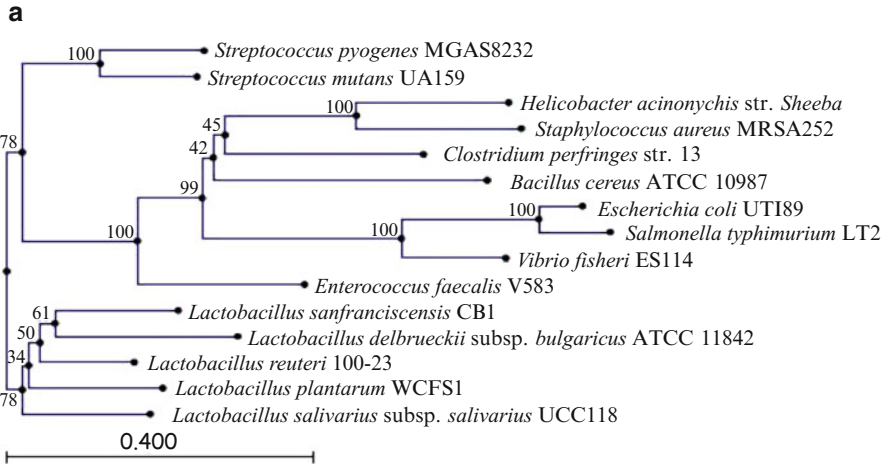 a
100
Streptococcus pyogenes MGAS8232
Streptococcus mutans UA159
100
Helicobacter acinonychis str. Sheeba
45
Staphylococcus aureus MRSA252
78
42
Clostridium perfringes str. 13
99
Bacillus cereus ATCC 10987
100
Escherichia coli UTI89
100
100
Salmonella typhimurium LT2
Vibrio fisheri ES114
Enterococcus faecalis V583
61
Lactobacillus sanfranciscensis CB1
50
Lactobacillus delbrueckii subsp. bulgaricus ATCC 11842
34
Lactobacillus reuteri 100-23
Lactobacillus plantarum WCFS1
78
Lactobacillus salivarius subsp. salivarius UCC118
0.400